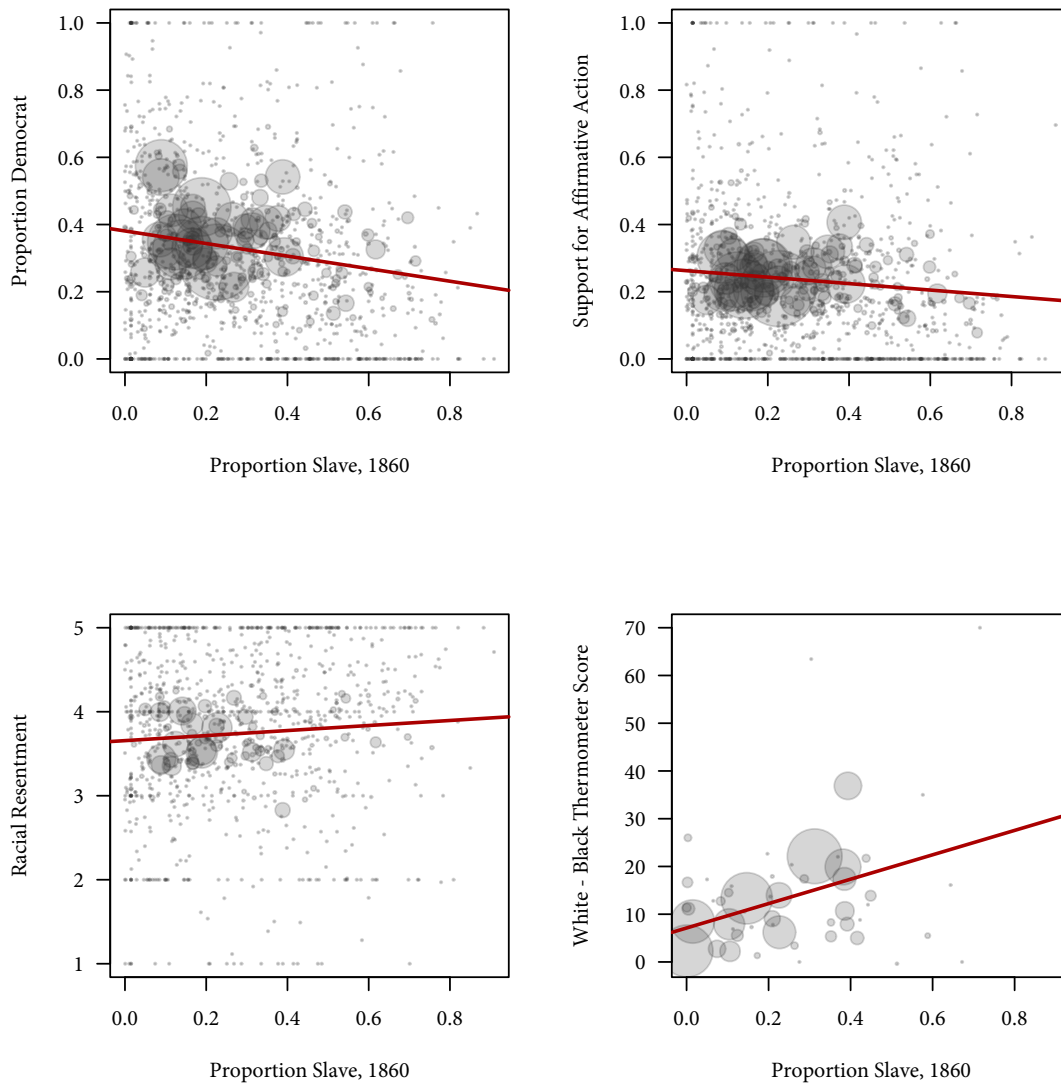 Proportion Democrat
1.0
0.8
0.6
0.4
0.2
0.0
0.0 0.2 0.4 0.6 0.8
Proportion Slave, 1860
Support for Affirmative Action
1.0
0.8
0.6
0.4
0.2
0.0
0.0 0.2 0.4 0.6 0.8
Proportion Slave, 1860
Racial Resentment
5
4
3
2
1
0.0 0.2 0.4 0.6 0.8
Proportion Slave, 1860
White - Black Thermometer Score
70
60
50
40
30
20
10
0
0.0 0.2 0.4 0.6 0.8
Proportion Slave, 1860